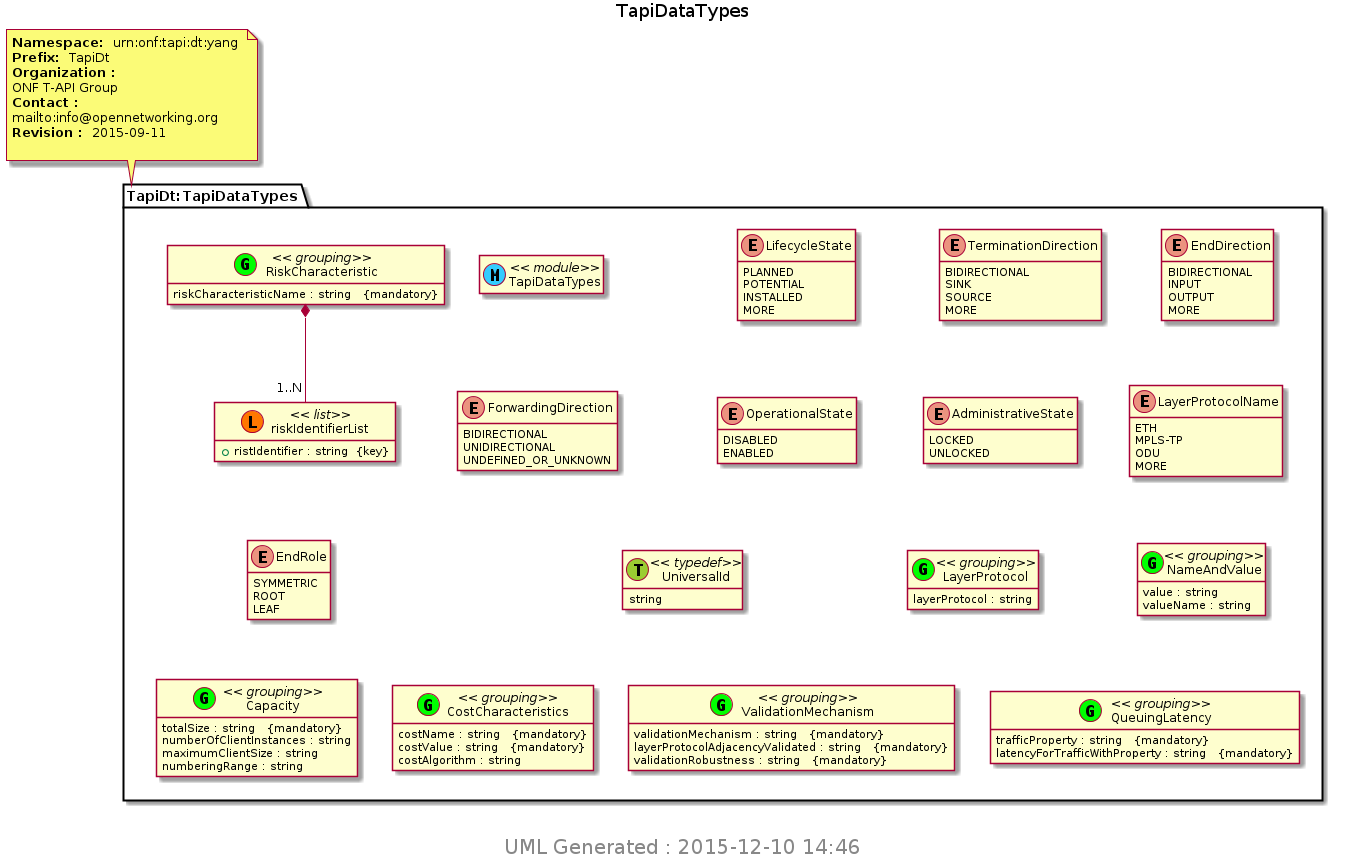 TapiDataTypes
Namespace: urn:onf:tapi:dt:yang
Prefix: TapiDt
Organization :
ONF T-API Group
Contact :
mailto:info@opennetworking.org
Revision : 2015-09-11
TapiDt:TapiDataTypes
G
<< grouping>>
RiskCharacteristic
riskCharacteristicName : string {mandatory}
M
<< module>>
TapiDataTypes
E LifecycleState
PLANNED
POTENTIAL
INSTALLED
MORE
E TerminationDirection
BIDIRECTIONAL
SINK
SOURCE
MORE
E EndDirection
BIDIRECTIONAL
INPUT
OUTPUT
MORE
1..N
L
<< list>>
riskIdentifierList
ristIdentifier : string {key}
E ForwardingDirection
BIDIRECTIONAL
UNIDIRECTIONAL
UNDEFINED_OR_UNKNOWN
E OperationalState
DISABLED
ENABLED
E AdministrativeState
LOCKED
UNLOCKED
E LayerProtocolName
ETH
MPLS-TP
ODU
MORE
E EndRole
SYMMETRIC
ROOT
LEAF
T
<< typedef>>
UniversalId
string
G
<< grouping>>
LayerProtocol
layerProtocol : string
G
<< grouping>>
NameAndValue
value : string
valueName : string
G
<< grouping>>
Capacity
totalSize : string {mandatory}
numberOfClientInstances : string
maximumClientSize : string
numberingRange : string
G
<< grouping>>
CostCharacteristics
costName : string {mandatory}
costValue : string {mandatory}
costAlgorithm : string
G
<< grouping>>
ValidationMechanism
validationMechanism : string {mandatory}
layerProtocolAdjacencyValidated : string {mandatory}
validationRobustness : string {mandatory}
G
<< grouping>>
QueuingLatency
trafficProperty : string {mandatory}
latencyForTrafficWithProperty : string {mandatory}
UML Generated : 2015-12-10 14:46